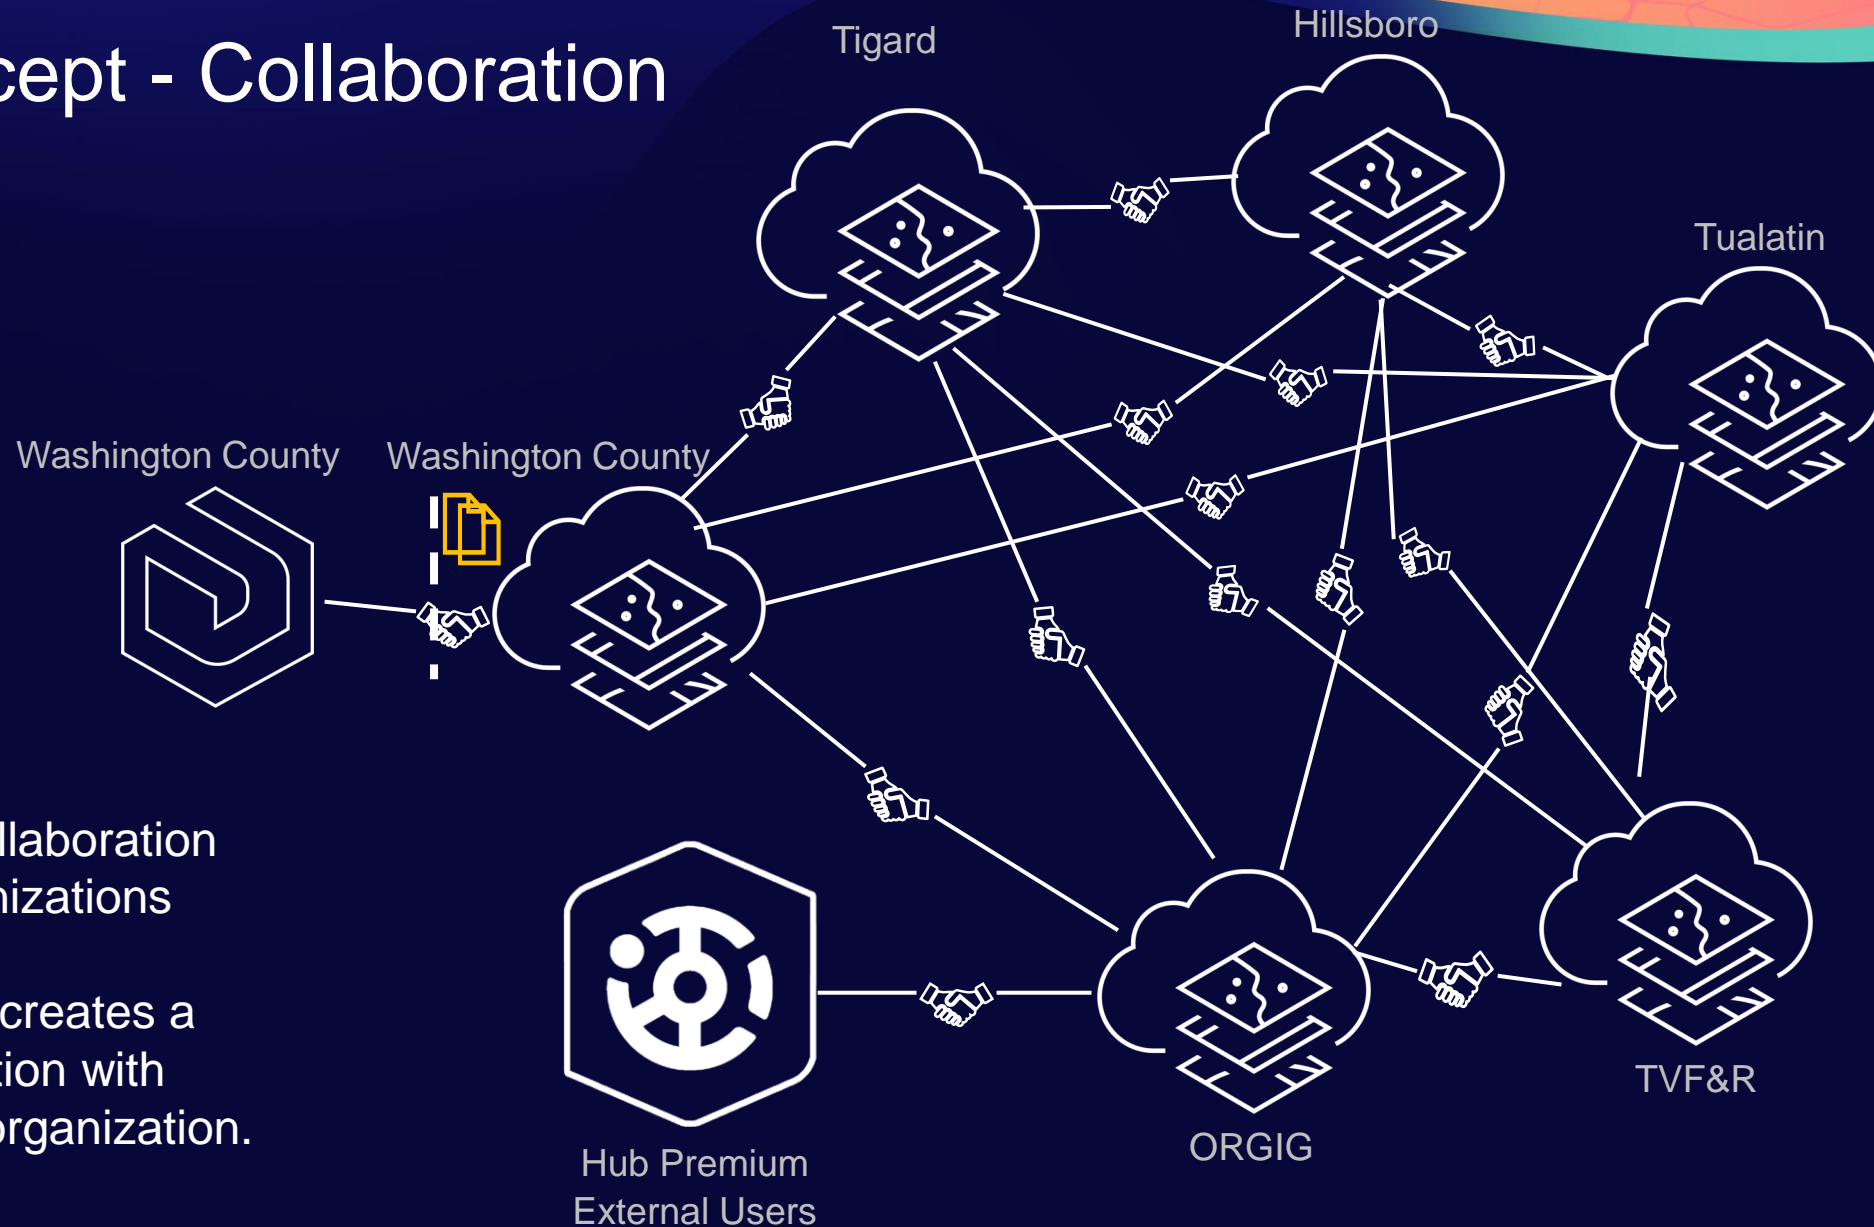 cept - Collaboration
Tigard
Hillsboro
Tualatin
Washington County
Washington County
llaboration
nizations
creates a
tion with
organization.
TVF&R
ORGIG
Hub Premium
External Users